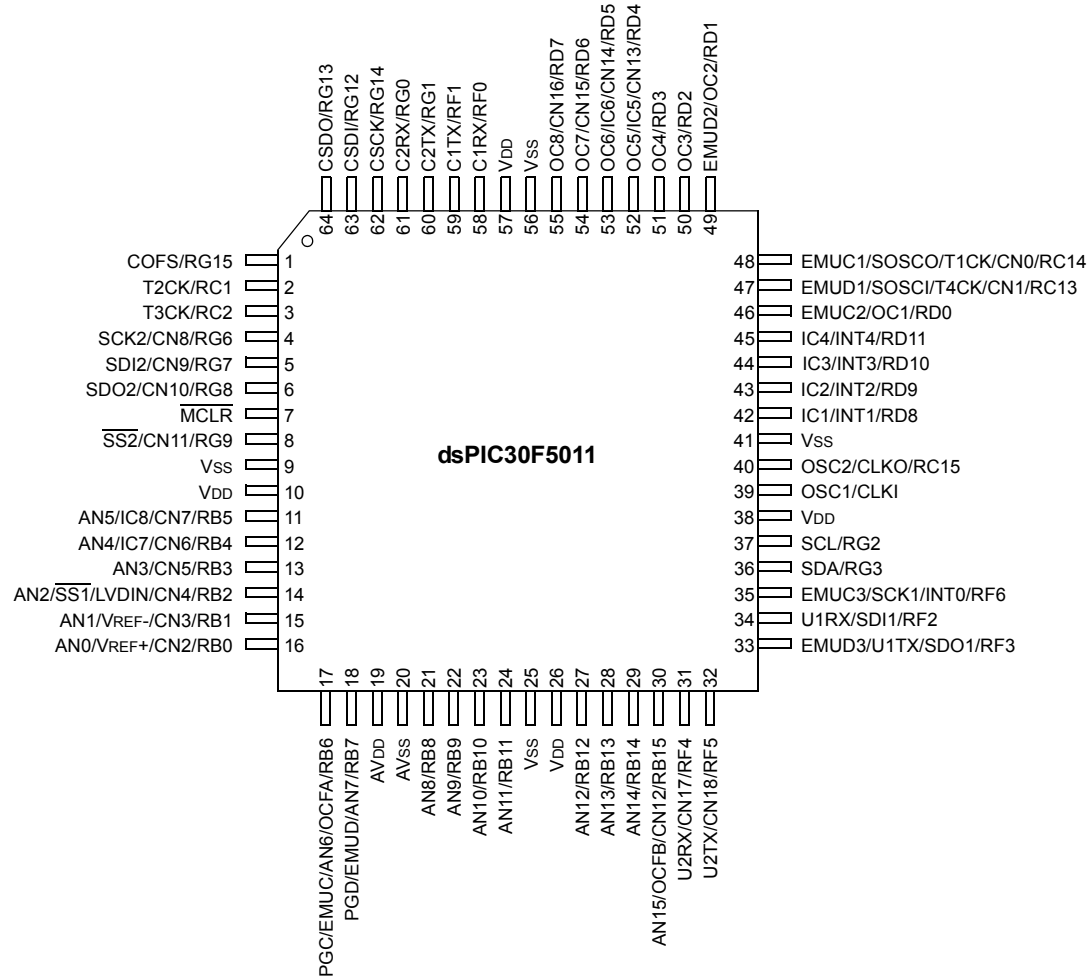 CSDO/RG13
CSDI/RG12
CSCK/RG14
C2RX/RG0
C2TX/RG1
C1TX/RF1
C1RX/RF0
VDD
VSS
OC8/CN16/RD7
OC7/CN15/RD6
OC6/IC6/CN14/RD5
OC5/IC5/CN13/RD4
OC4/RD3
OC3/RD2
EMUD2/OC2/RD1
64 63 62 61 60 59 58 57 56 55 54 53 52 51 50 49
COFS/RG15 1
T2CK/RC1 2
T3CK/RC2 3
SCK2/CN8/RG6 4
SDI2/CN9/RG7 5
SDO2/CN10/RG8 6
MCLR 7
SS2/CN11/RG9 8
VSS 9
VDD 10
AN5/IC8/CN7/RB5 11
AN4/IC7/CN6/RB4 12
AN3/CN5/RB3 13
AN2/SS1/LVDIN/CN4/RB2 14
AN1/VREF-/CN3/RB1 15
AN0/VREF+/CN2/RB0 16
dsPIC30F5011
48 EMUC1/SOSCO/T1CK/CN0/RC14
47 EMUD1/SOSCI/T4CK/CN1/RC13
46 EMUC2/OC1/RD0
45 IC4/INT4/RD11
44 IC3/INT3/RD10
43 IC2/INT2/RD9
42 IC1/INT1/RD8
41 VSS
40 OSC2/CLKO/RC15
39 OSC1/CLKI
38 VDD
37 SCL/RG2
36 SDA/RG3
35 EMUC3/SCK1/INT0/RF6
34 U1RX/SDI1/RF2
33 EMUD3/U1TX/SDO1/RF3
17 18 19 20 21 22 23 24 25 26 27 28 29 30 31 32
PGC/EMUC/AN6/OCFA/RB6
PGD/EMUD/AN7/RB7
AVDD
AVSS
AN8/RB8
AN9/RB9
AN10/RB10
AN11/RB11
VSS
VDD
AN12/RB12
AN13/RB13
AN14/RB14
AN15/OCFB/CN12/RB15
U2RX/CN17/RF4
U2TX/CN18/RF5